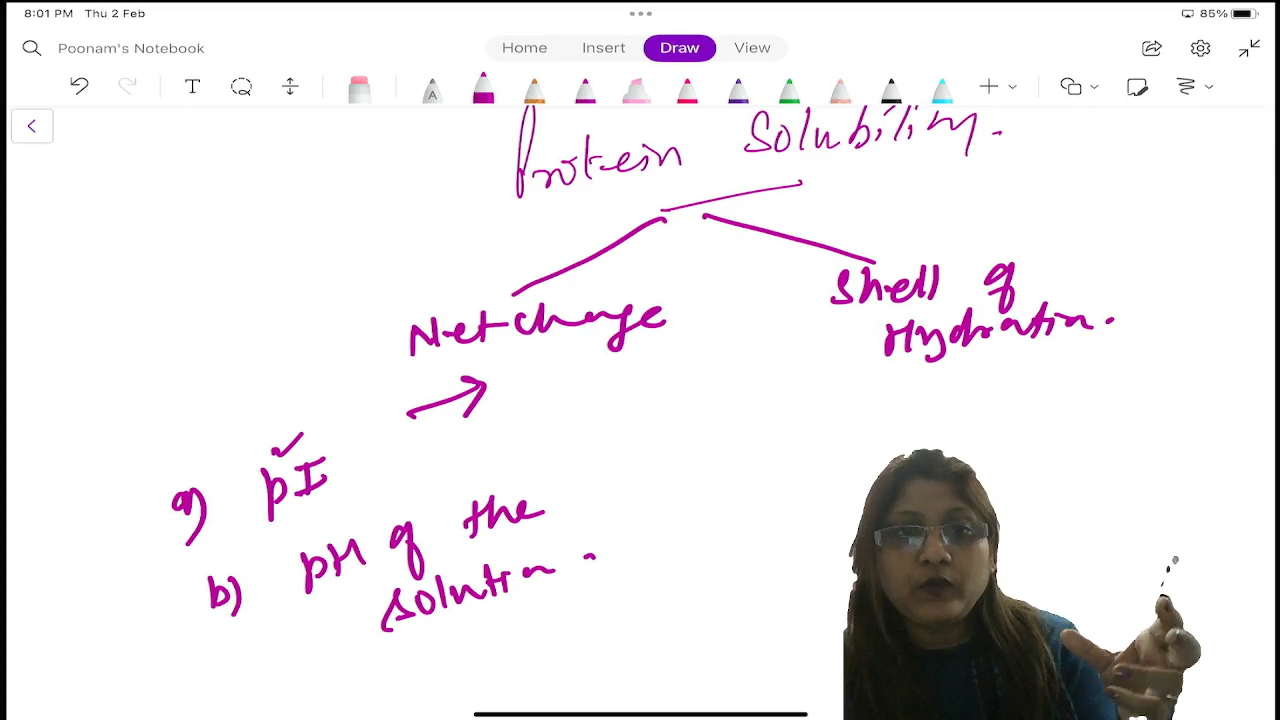 8:01 PM Thu 2 Feb
85%
Poonam's Notebook
Home Insert Draw View
T
A
Protein Solubility.
Net charge
Shell of
Hydration.
a) pI
b) pH of the
solution.